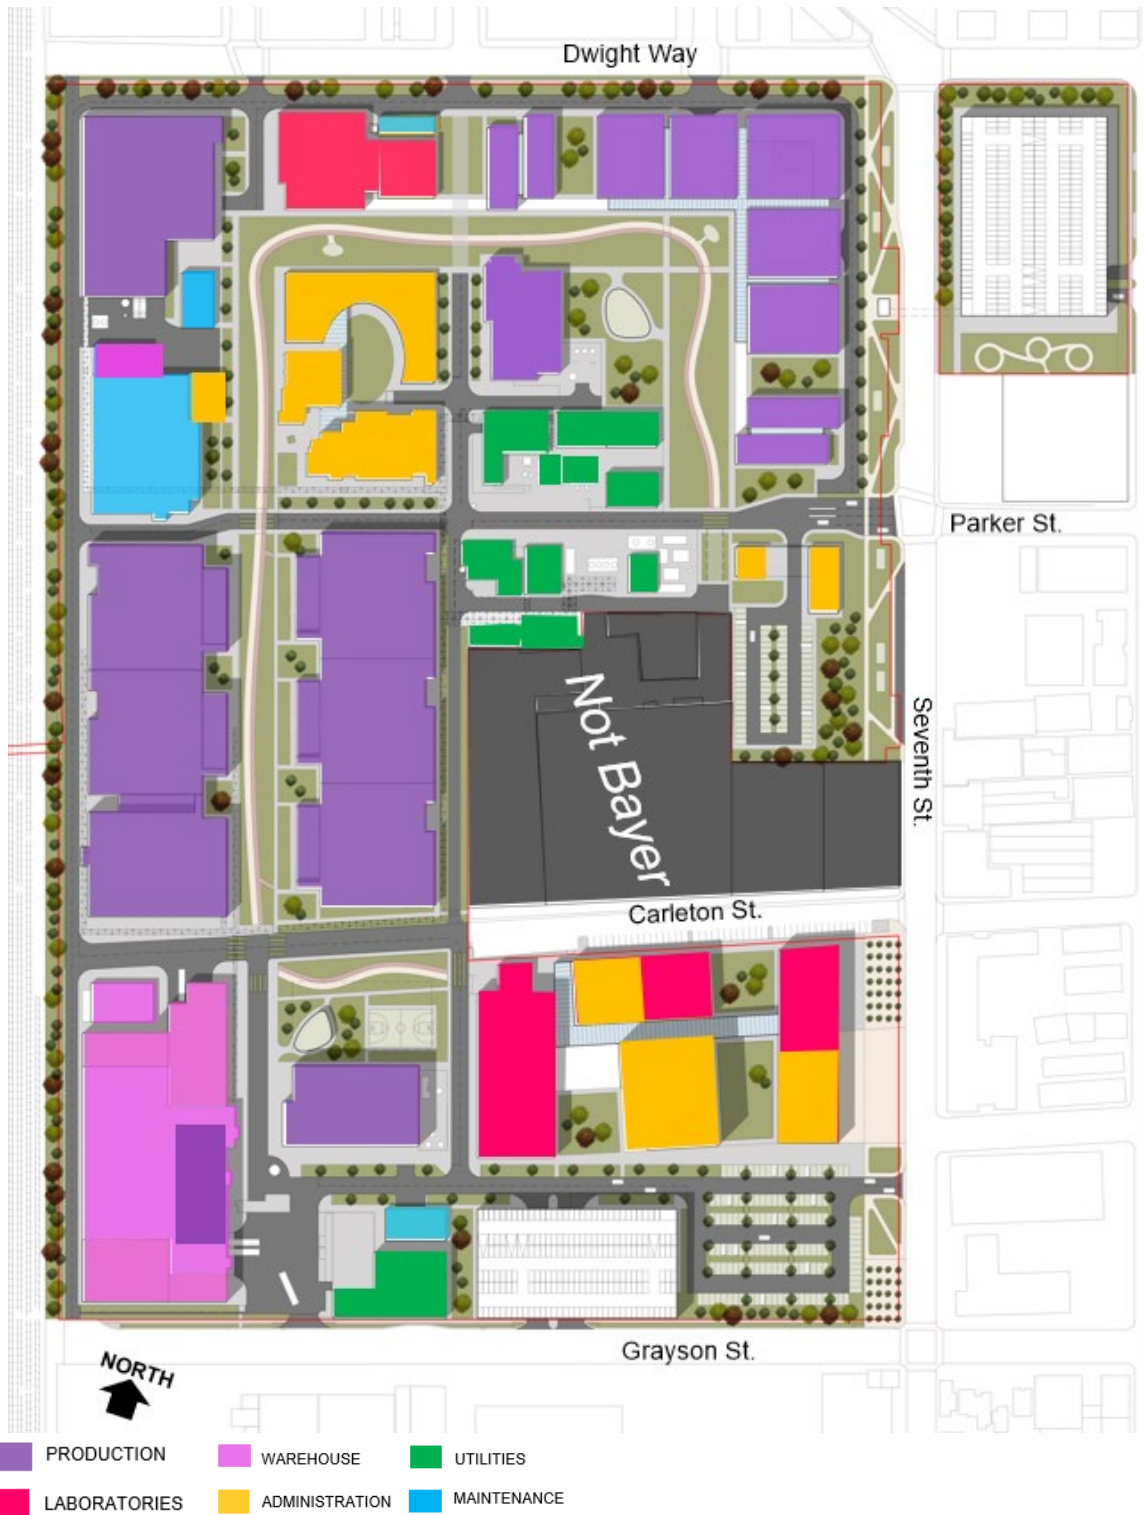 Dwight Way
Parker St.
Not Bayer
Seventh St.
Carleton St.
Grayson St.
NORTH
PRODUCTION
WAREHOUSE
UTILITIES
LABORATORIES
ADMINISTRATION
MAINTENANCE